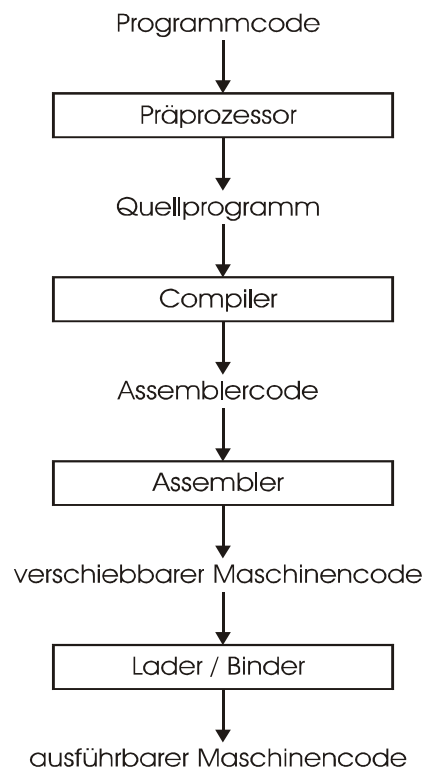 Programmcode
Präprozessor
Quellprogramm
Compiler
Assemblercode
Assembler
verschiebbarer Maschinencode
Lader / Binder
ausführbarer Maschinencode